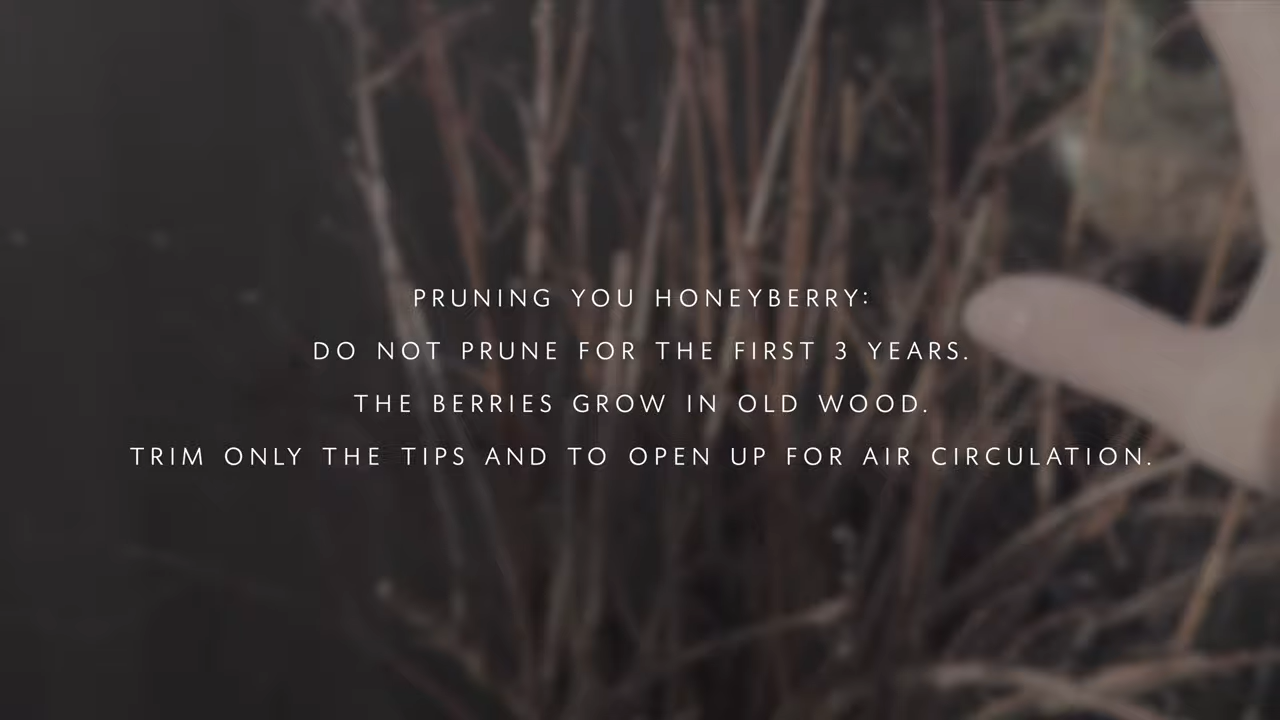 PRUNING YOU HONEYBERRY:
DO NOT PRUNE FOR THE FIRST 3 YEARS.
THE BERRIES GROW IN OLD WOOD.
TRIM ONLY THE TIPS AND TO OPEN UP FOR AIR CIRCULATION.